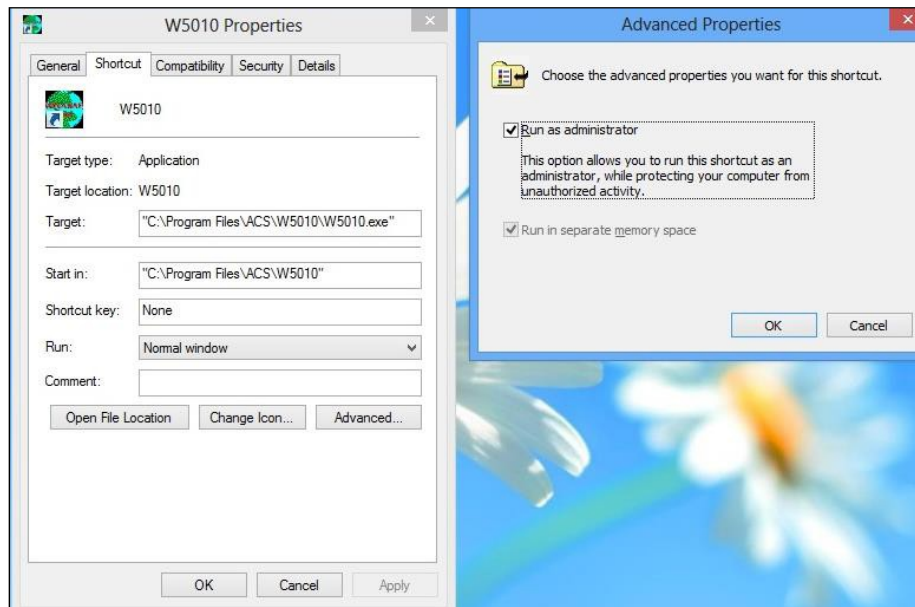 W5010 Properties
General Shortcut Compatibility Security Details
W5010
Target type: Application
Target location: W5010
Target: "C:\Program Files\ACS\W5010\W5010.exe"
Start in: "C:\Program Files\ACS\W5010"
Shortcut key: None
Run: Normal window
Comment:
Open File Location Change Icon... Advanced...
OK Cancel Apply
Advanced Properties
Choose the advanced properties you want for this shortcut.
Run as administrator
This option allows you to run this shortcut as an
administrator, while protecting your computer from
unauthorized activity.
Run in separate memory space
OK Cancel